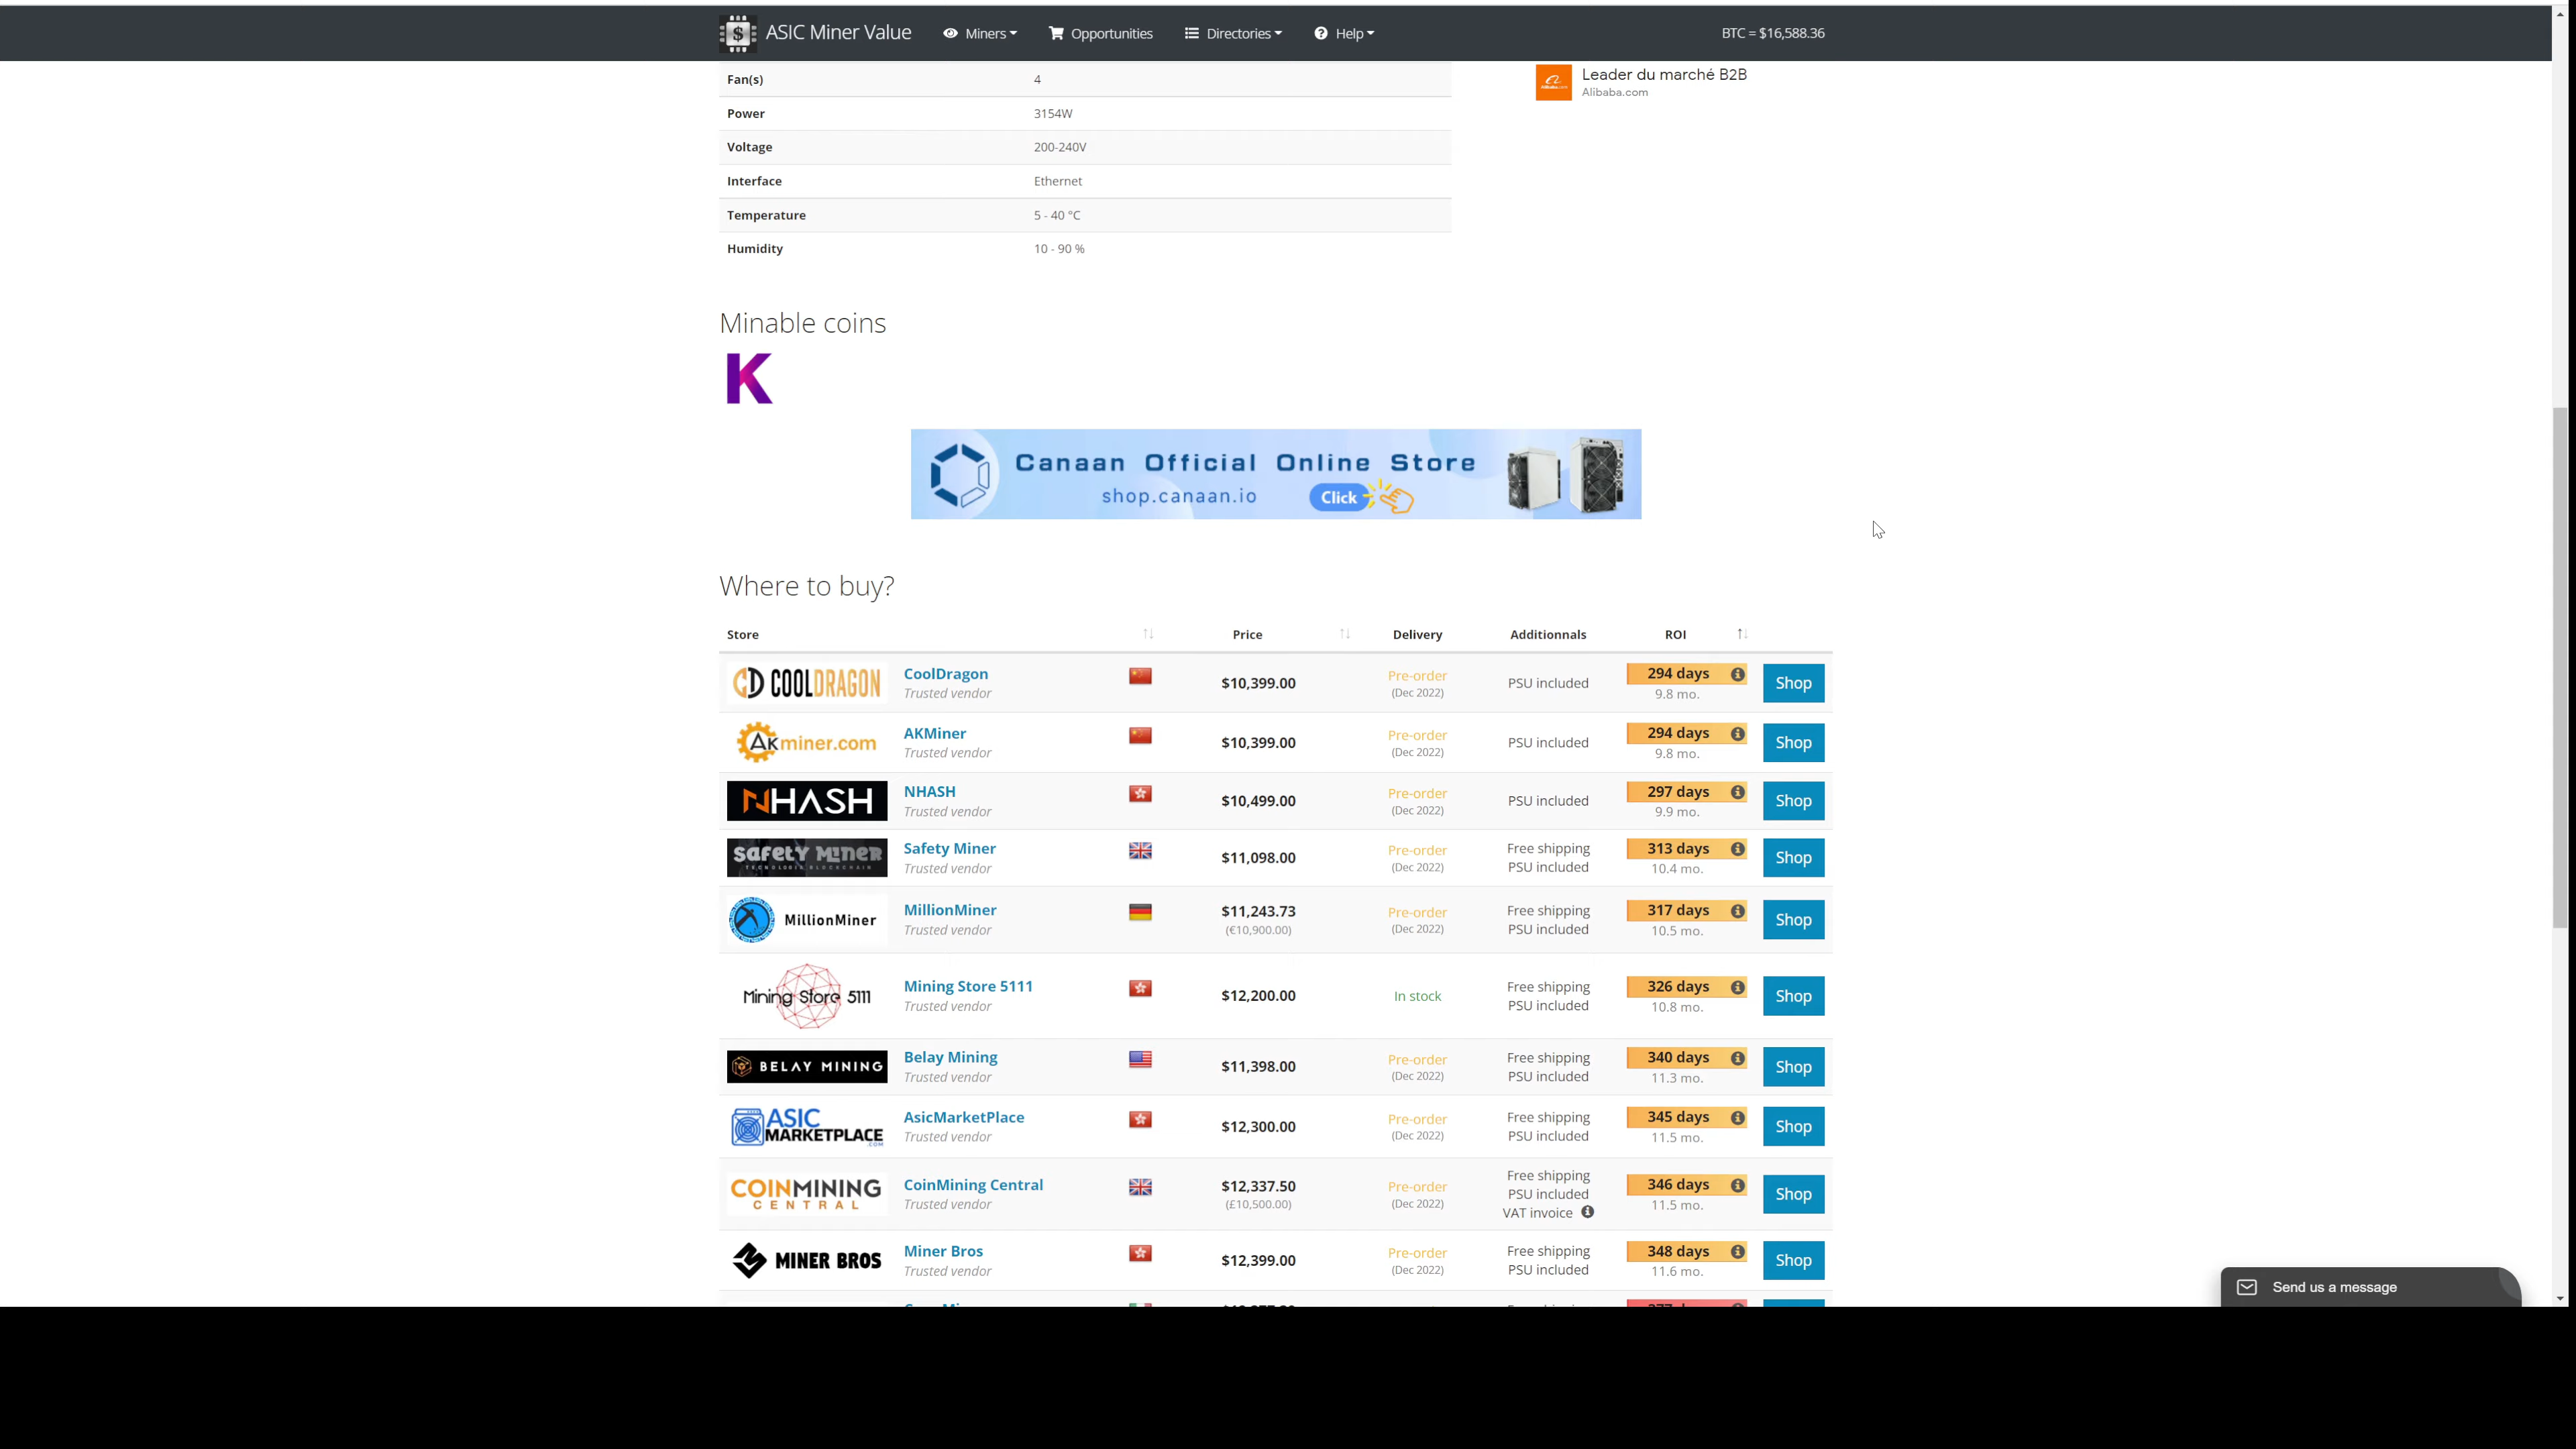 ASIC Miner Value Miners Opportunities Directories Help BTC = $16,588.36
Fan(s) 4
Leader du marché B2B
Alibaba.com
Power 3154W
Voltage 200-240V
Interface Ethernet
Temperature 5 - 40 °C
Humidity 10 - 90 %
Minable coins
K
Canaan Official Online Store
shop.canaan.io Click
Where to buy?
Store Price Delivery Additionnals ROI
COOLDRAGON CoolDragon $10,399.00 Pre-order PSU included 294 days Shop
Trusted vendor (Dec 2022) 9.8 mo.
AKminer.com AKMiner $10,399.00 Pre-order PSU included 294 days Shop
Trusted vendor (Dec 2022) 9.8 mo.
NHASH NHASH $10,499.00 Pre-order PSU included 297 days Shop
Trusted vendor (Dec 2022) 9.9 mo.
SAFETY MINER Safety Miner $11,098.00 Pre-order Free shipping 313 days Shop
TECNOLOGIE BLOCKCHAIN Trusted vendor (Dec 2022) PSU included 10.4 mo.
MillionMiner MillionMiner $11,243.73 Pre-order Free shipping 317 days Shop
Trusted vendor (€10,900.00) (Dec 2022) PSU included 10.5 mo.
Mining Store 5111 Mining Store 5111 $12,200.00 In stock Free shipping 326 days Shop
Trusted vendor PSU included 10.8 mo.
BELAY MINING Belay Mining $11,398.00 Pre-order Free shipping 340 days Shop
Trusted vendor (Dec 2022) PSU included 11.3 mo.
ASIC MARKETPLACE .COM AsicMarketPlace $12,300.00 Pre-order Free shipping 345 days Shop
Trusted vendor (Dec 2022) PSU included 11.5 mo.
COINMINING CENTRAL CoinMining Central $12,337.50 Pre-order Free shipping 346 days Shop
Trusted vendor (£10,500.00) (Dec 2022) PSU included 11.5 mo.
VAT invoice
MINER BROS Miner Bros $12,399.00 Pre-order Free shipping 348 days Shop
Trusted vendor (Dec 2022) PSU included 11.6 mo.
Send us a message